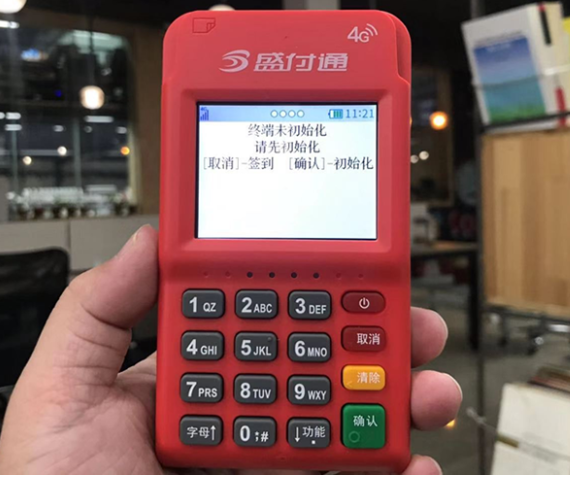 4G
盛付通
11:21
终端未初始化
请先初始化
[取消]-签到 [确认]-初始化
1 QZ 2 ABC 3 DEF
4 GHI 5 JKL 6 MNO 取消
7 PRS 8 TUV 9 WXY 清除
字母↑ 0 ;# ↓功能 确认